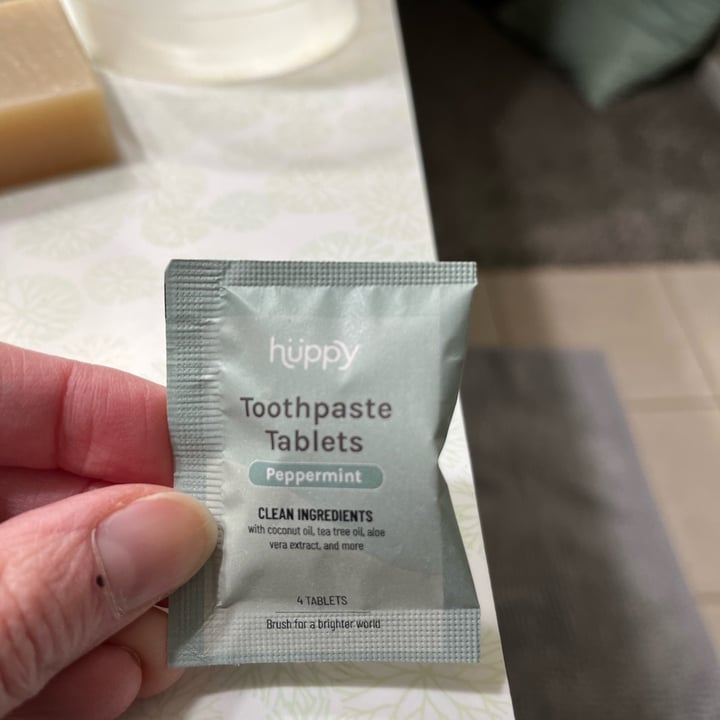 hüppy
Toothpaste
Tablets
Peppermint
CLEAN INGREDIENTS
with coconut oil, tea tree oil, aloe
vera extract, and more
4 TABLETS
Brush for a brighter world